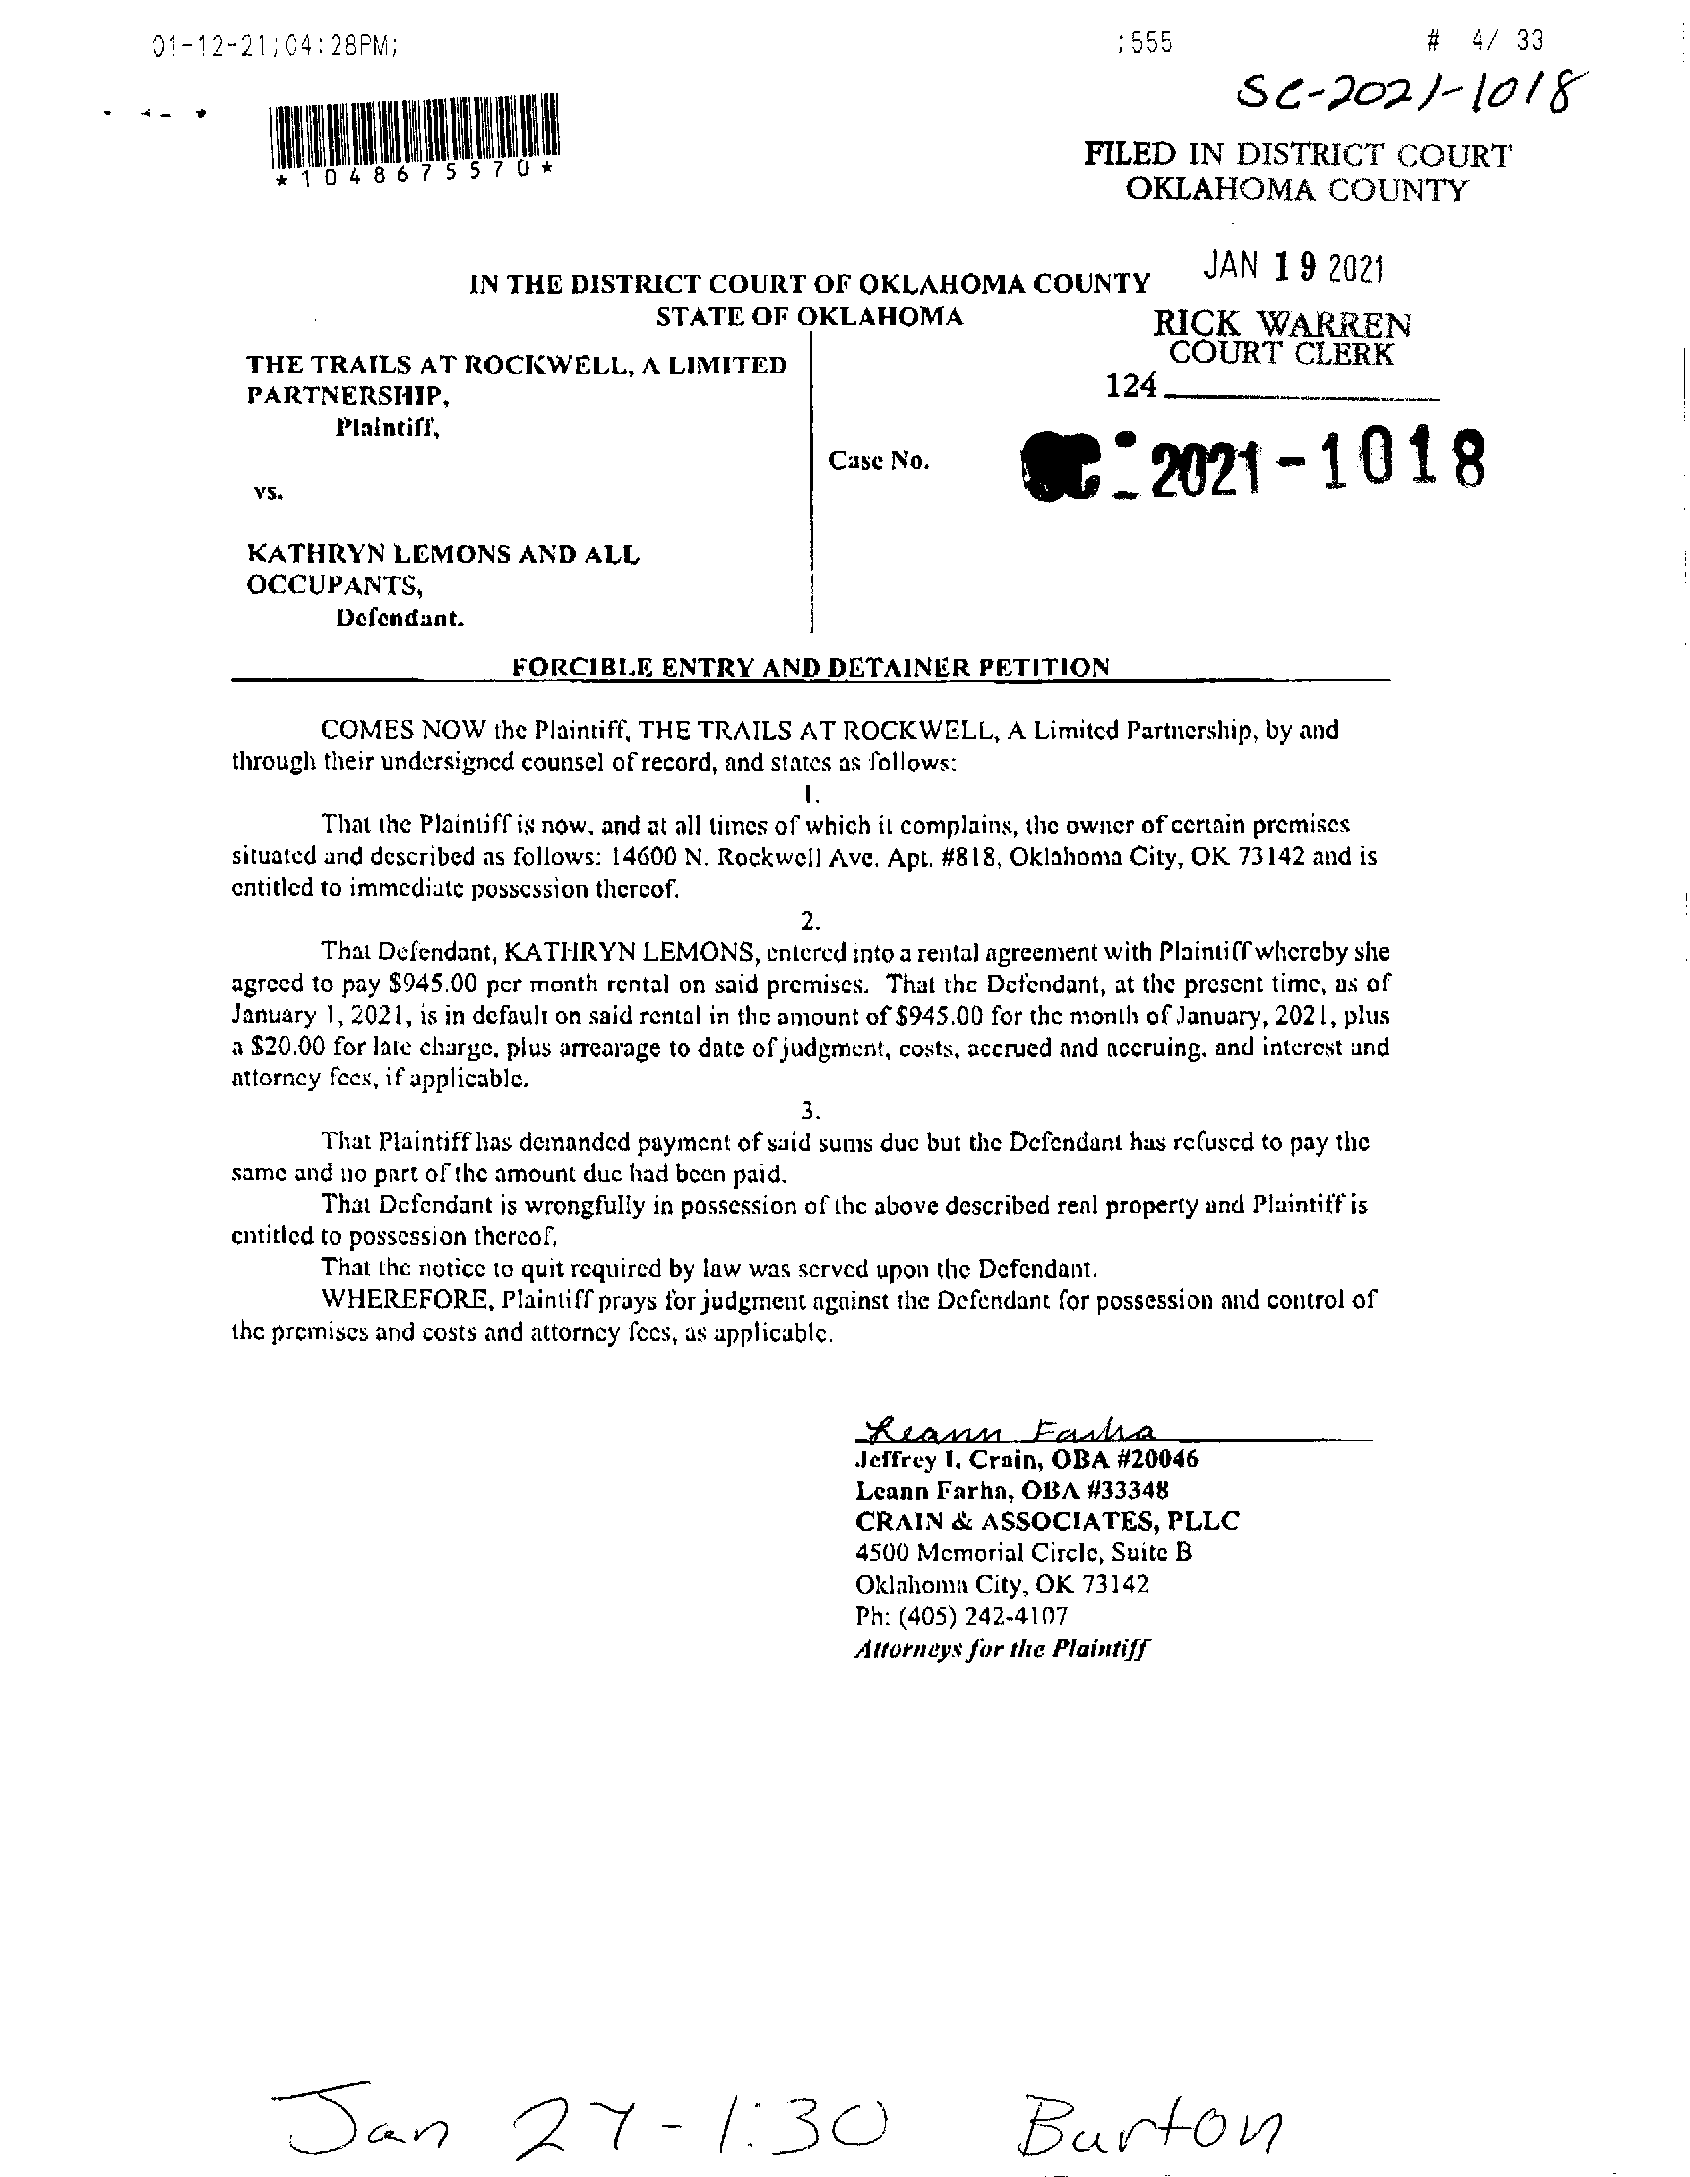 01-12-21;04:28PM; ;555 # 4/ 33
SC-2021-1018
*1048675570*
FILED IN DISTRICT COURT
OKLAHOMA COUNTY
JAN 19 2021
RICK WARREN
COURT CLERK
124
IN THE DISTRICT COURT OF OKLAHOMA COUNTY
STATE OF OKLAHOMA
THE TRAILS AT ROCKWELL, A LIMITED
PARTNERSHIP,
Plaintiff,
vs.
KATHRYN LEMONS AND ALL
OCCUPANTS,
Defendant.
Case No. SC - 2021 - 1018
FORCIBLE ENTRY AND DETAINER PETITION
COMES NOW the Plaintiff, THE TRAILS AT ROCKWELL, A Limited Partnership, by and
through their undersigned counsel of record, and states as follows:
1.
That the Plaintiff is now, and at all times of which it complains, the owner of certain premises
situated and described as follows: 14600 N. Rockwell Ave. Apt. #818, Oklahoma City, OK 73142 and is
entitled to immediate possession thereof.
2.
That Defendant, KATHRYN LEMONS, entered into a rental agreement with Plaintiff whereby she
agreed to pay $945.00 per month rental on said premises. That the Defendant, at the present time, as of
January 1, 2021, is in default on said rental in the amount of $945.00 for the month of January, 2021, plus
a $20.00 for late charge, plus arrearage to date of judgment, costs, accrued and accruing, and interest and
attorney fees, if applicable.
3.
That Plaintiff has demanded payment of said sums due but the Defendant has refused to pay the
same and no part of the amount due had been paid.
That Defendant is wrongfully in possession of the above described real property and Plaintiff is
entitled to possession thereof.
That the notice to quit required by law was served upon the Defendant.
WHEREFORE, Plaintiff prays for judgment against the Defendant for possession and control of
the premises and costs and attorney fees, as applicable.
Leann Farha
Jeffrey I. Crain, OBA #20046
Leann Farha, OBA #33348
CRAIN & ASSOCIATES, PLLC
4500 Memorial Circle, Suite B
Oklahoma City, OK 73142
Ph: (405) 242-4107
Attorneys for the Plaintiff
Jan 27 - 1:30 Burton